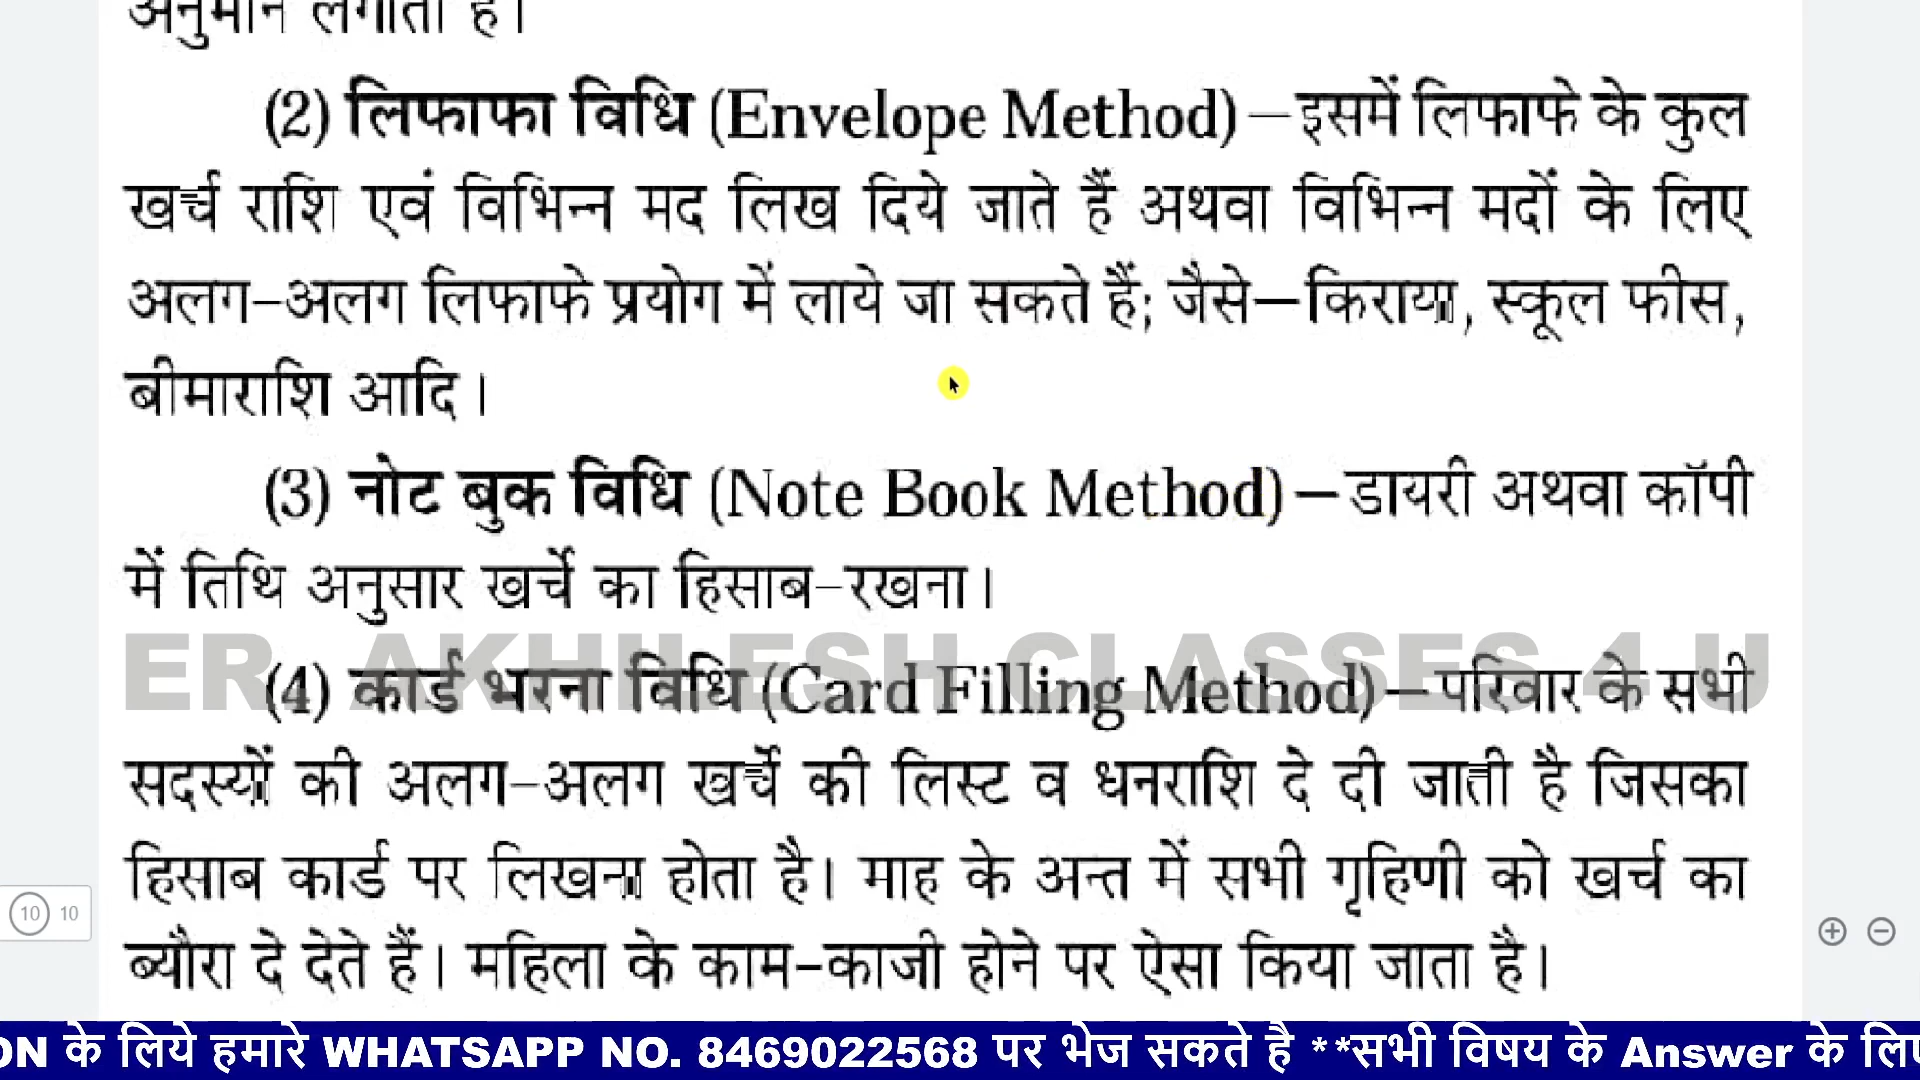 अनुमान लगाता है।
(2) लिफाफा विधि (Envelope Method)–इसमें लिफाफे के कुल
खर्च राशि एवं विभिन्न मद लिख दिये जाते हैं अथवा विभिन्न मदों के लिए
अलग-अलग लिफाफे प्रयोग में लाये जा सकते हैं; जैसे–किराया, स्कूल फीस,
बीमाराशि आदि।
(3) नोट बुक विधि (Note Book Method)–डायरी अथवा कॉपी
में तिथि अनुसार खर्चे का हिसाब-रखना।
ER. AKHILESH CLASSES 4 U
(4) कार्ड भरना विधि (Card Filling Method)–परिवार के सभी
सदस्यों की अलग-अलग खर्चे की लिस्ट व धनराशि दे दी जाती है जिसका
हिसाब कार्ड पर लिखना होता है। माह के अन्त में सभी गृहिणी को खर्च का
ब्यौरा दे देते हैं। महिला के काम-काजी होने पर ऐसा किया जाता है।
10 10
ON के लिये हमारे WHATSAPP NO. 8469022568 पर भेज सकते है **सभी विषय के Answer के लिए